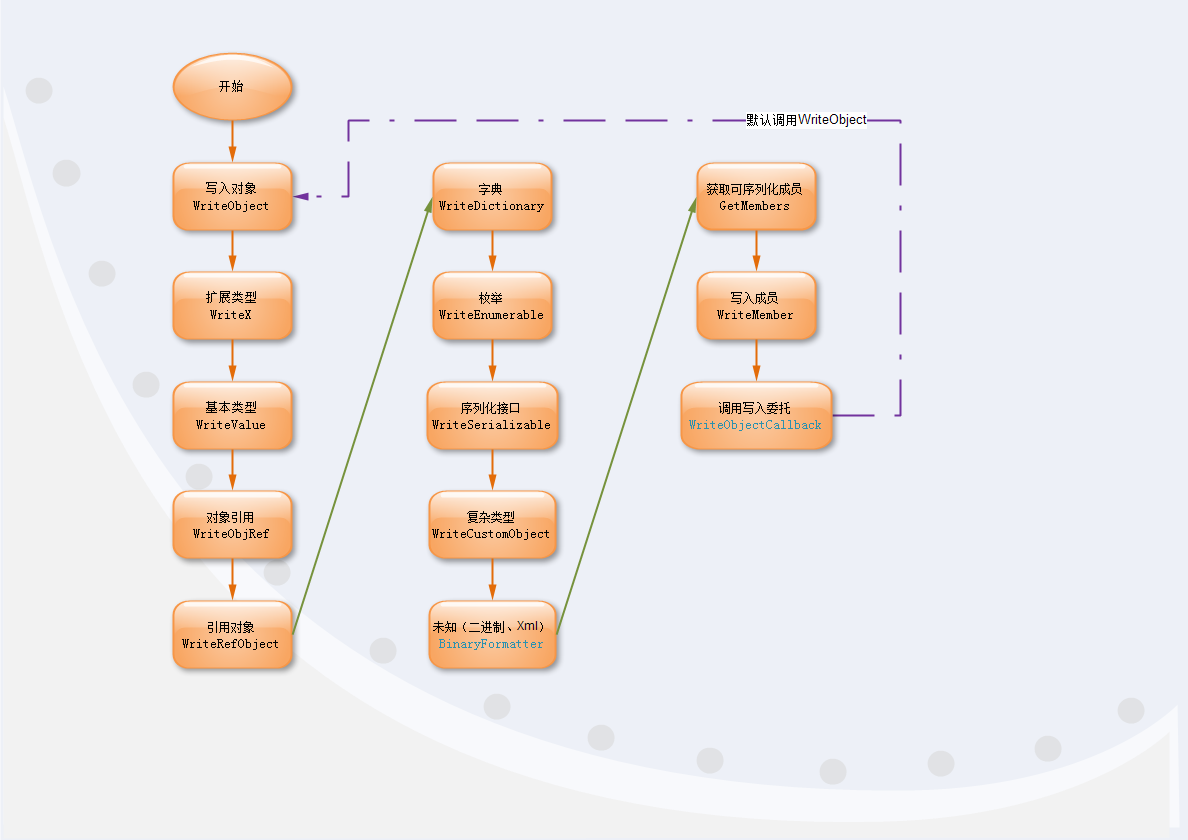 开始
写入对象
WriteObject
扩展类型
WriteX
基本类型
WriteValue
对象引用
WriteObjRef
引用对象
WriteRefObject
字典
WriteDictionary
枚举
WriteEnumerable
序列化接口
WriteSerializable
复杂类型
WriteCustomObject
未知（二进制、Xml）
BinaryFormatter
获取可序列化成员
GetMembers
写入成员
WriteMember
调用写入委托
WriteObjectCallback
默认调用WriteObject